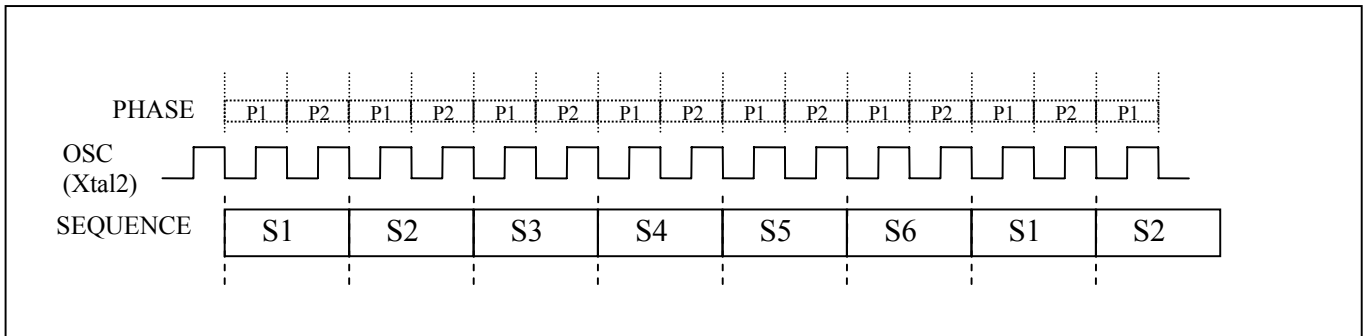 PHASE P1 P2 P1 P2 P1 P2 P1 P2 P1 P2 P1 P2 P1 P2 P1
OSC
(Xtal2)
SEQUENCE S1 S2 S3 S4 S5 S6 S1 S2